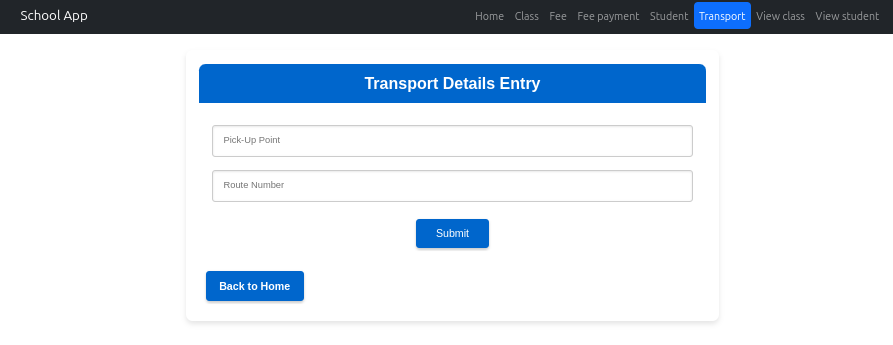 School App Home Class Fee Fee payment Student Transport View class View student
Transport Details Entry
Pick-Up Point
Route Number
Submit
Back to Home